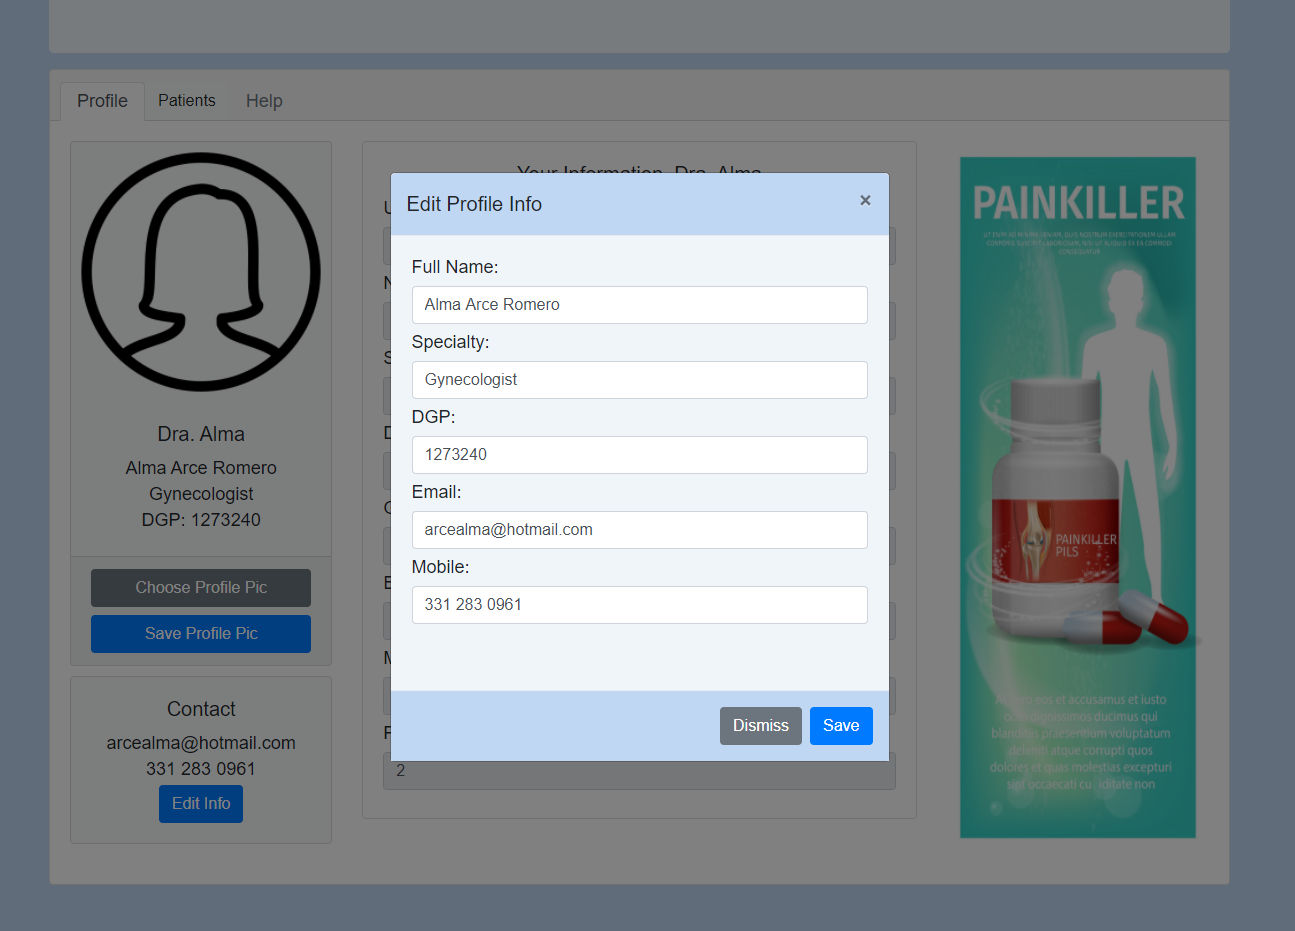 Profile
Patients
Help
Your Information, Dra. Alma
Edit Profile Info
×
Full Name:
Alma Arce Romero
Specialty:
Gynecologist
DGP:
1273240
Email:
arcealma@hotmail.com
Mobile:
331 283 0961
Dismiss
Save
2
Dra. Alma
Alma Arce Romero
Gynecologist
DGP: 1273240
Choose Profile Pic
Save Profile Pic
Contact
arcealma@hotmail.com
331 283 0961
Edit Info
PAINKILLER
PAINKILLER
PILS
eos et accusamus et iusto
dignissimos ducimus qui
blanditiis praesentium voluptatum
deleniti atque corrupti quos
dolores et quas molestias excepturi
sint occaecati cu iditate non